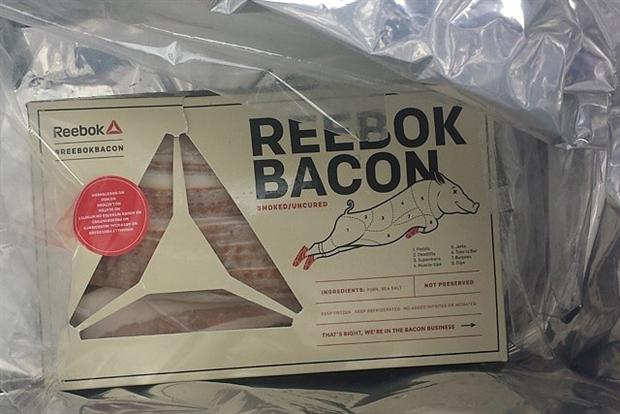 Reebok
#REEBOKBACON
REEBOK
BACON
SMOKED/UNCURED
1. Pistols
2. Deadlifts
3. Supermans
4. Muscle-Ups
5. Jerks
6. Toes to Bar
7. Burpees
INGREDIENTS: PORK, SEA SALT
NOT PRESERVED
KEEP FROZEN KEEP REFRIGERATED NO ADDED NITRITES OR NITRATES
THAT'S RIGHT, WE'RE IN THE BACON BUSINESS